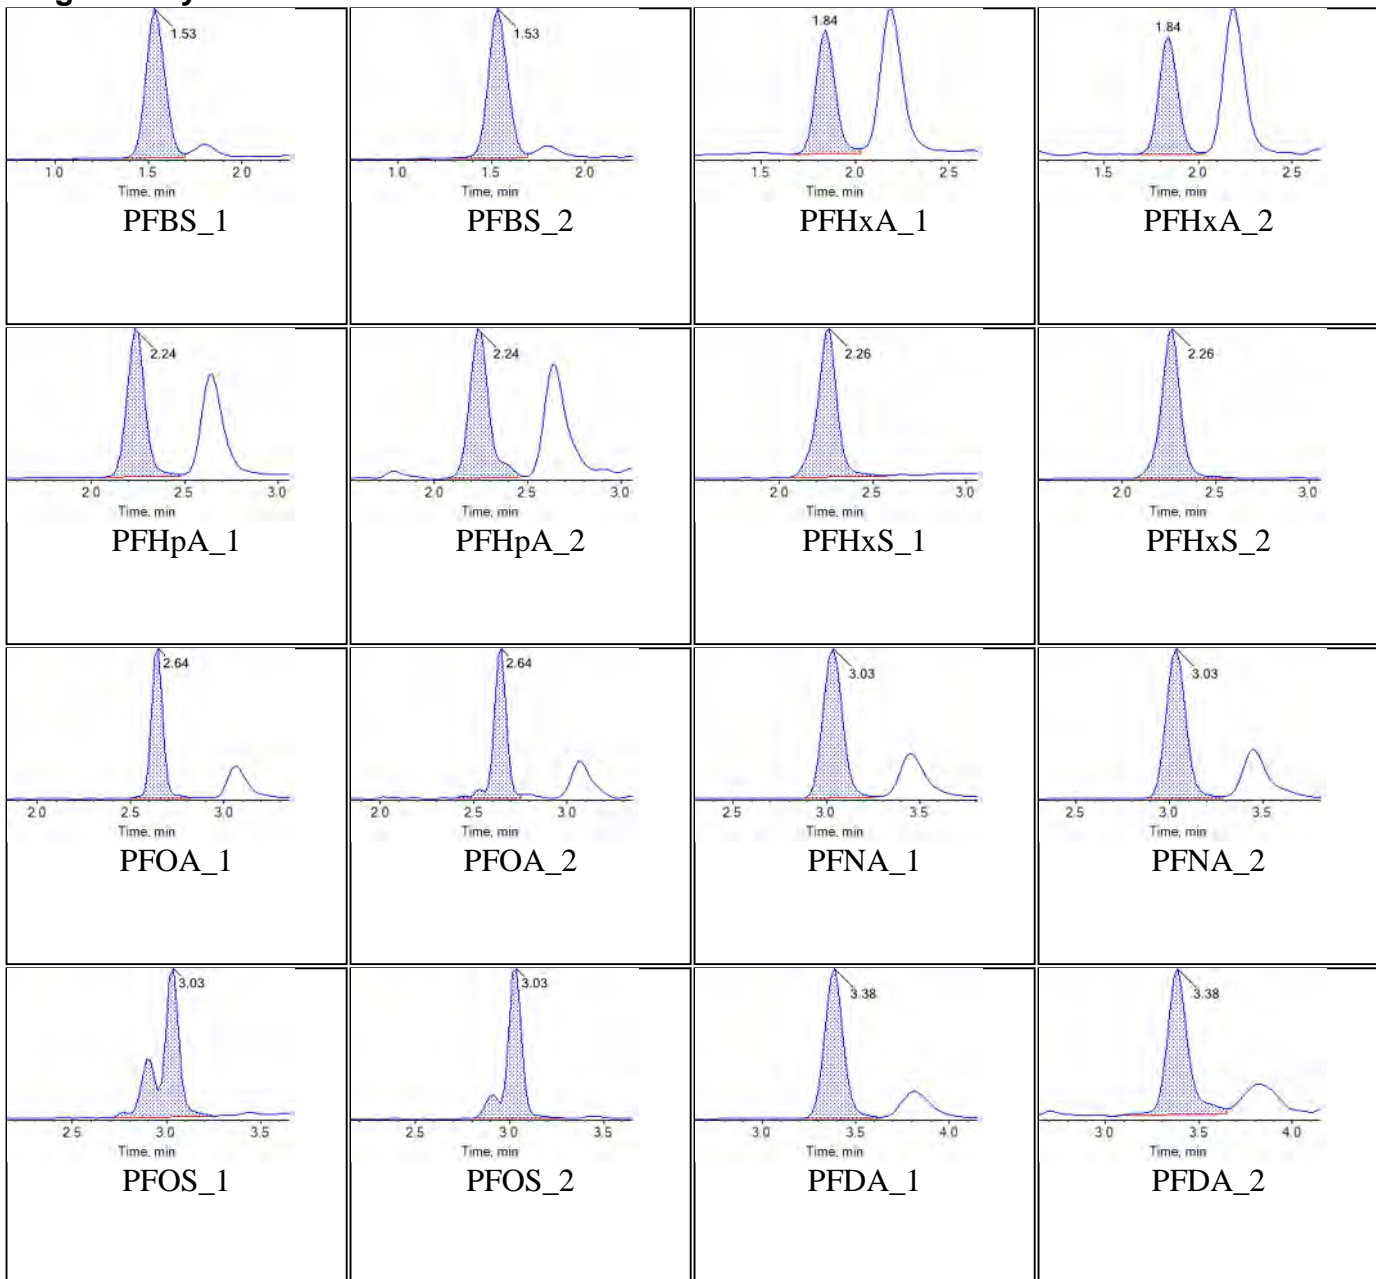 1.53
1.0 1.5 2.0
Time, min
PFBS_1
1.53
1.0 1.5 2.0
Time, min
PFBS_2
1.84
1.5 2.0 2.5
Time, min
PFHxA_1
1.84
1.5 2.0 2.5
Time, min
PFHxA_2
2.24
2.0 2.5 3.0
Time, min
PFHpA_1
2.24
2.0 2.5 3.0
Time, min
PFHpA_2
2.26
2.0 2.5 3.0
Time, min
PFHxS_1
2.26
2.0 2.5 3.0
Time, min
PFHxS_2
2.64
2.0 2.5 3.0
Time, min
PFOA_1
2.64
2.0 2.5 3.0
Time, min
PFOA_2
3.03
2.5 3.0 3.5
Time, min
PFNA_1
3.03
2.5 3.0 3.5
Time, min
PFNA_2
3.03
2.5 3.0 3.5
Time, min
PFOS_1
3.03
2.5 3.0 3.5
Time, min
PFOS_2
3.38
3.0 3.5 4.0
Time, min
PFDA_1
3.38
3.0 3.5 4.0
Time, min
PFDA_2